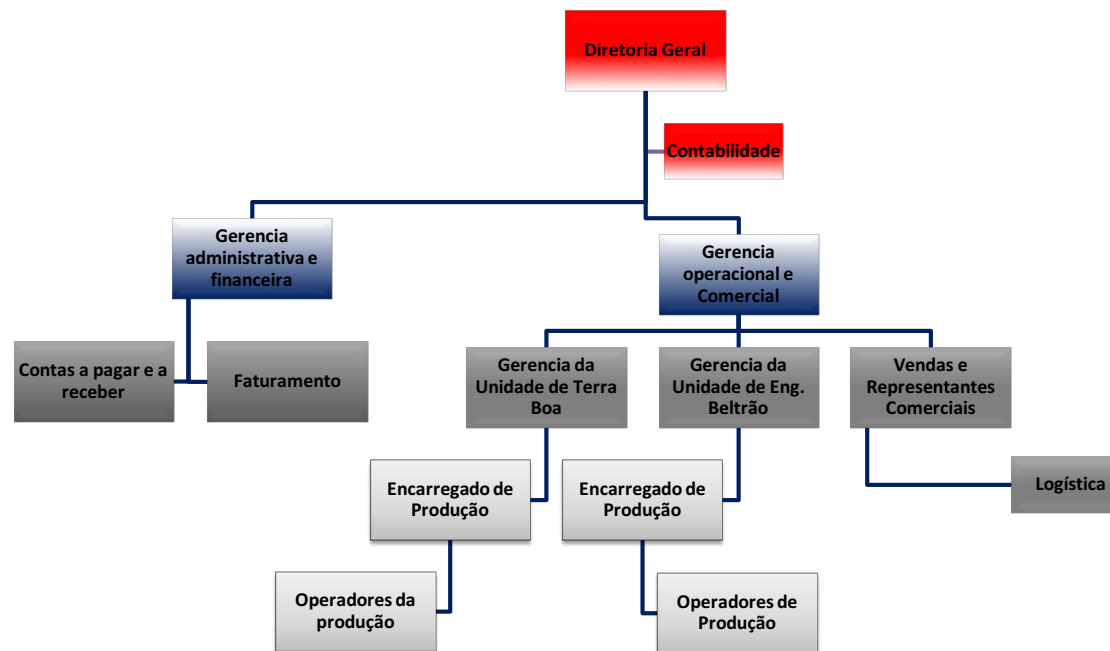 Diretoria Geral
Contabilidade
Gerencia
administrativa e
financeira
Gerencia
operacional e
Comercial
Contas a pagar e a
receber
Faturamento
Gerencia da
Unidade de Terra
Boa
Gerencia da
Unidade de Eng.
Beltrão
Vendas e
Representantes
Comerciais
Encarregado de
Produção
Encarregado de
Produção
Logística
Operadores da
produção
Operadores de
Produção